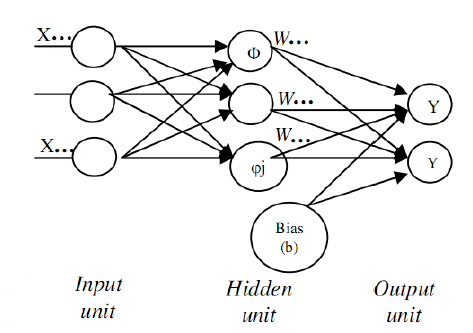 X...
W...
Φ
W...
Y
X...
W...
φj
Y
Bias
(b)
Input
unit
Hidden
unit
Output
unit